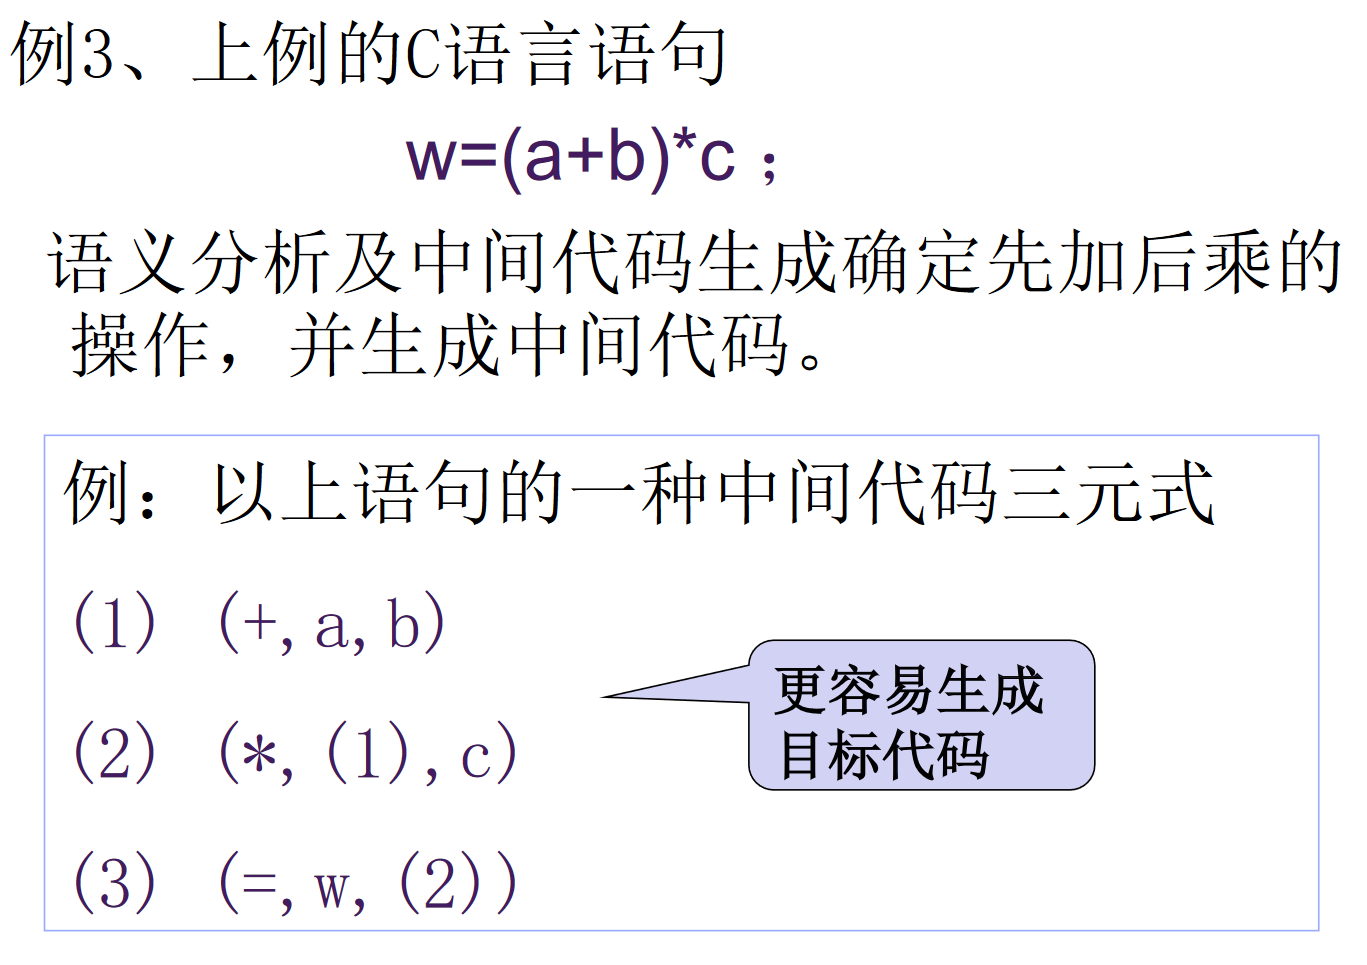 例3、上例的C语言语句
w=(a+b)*c；
语义分析及中间代码生成确定先加后乘的
操作，并生成中间代码。
例：以上语句的一种中间代码三元式
(1) (+,a,b)
(2) (*,(1),c)
(3) (=,w,(2))
更容易生成
目标代码